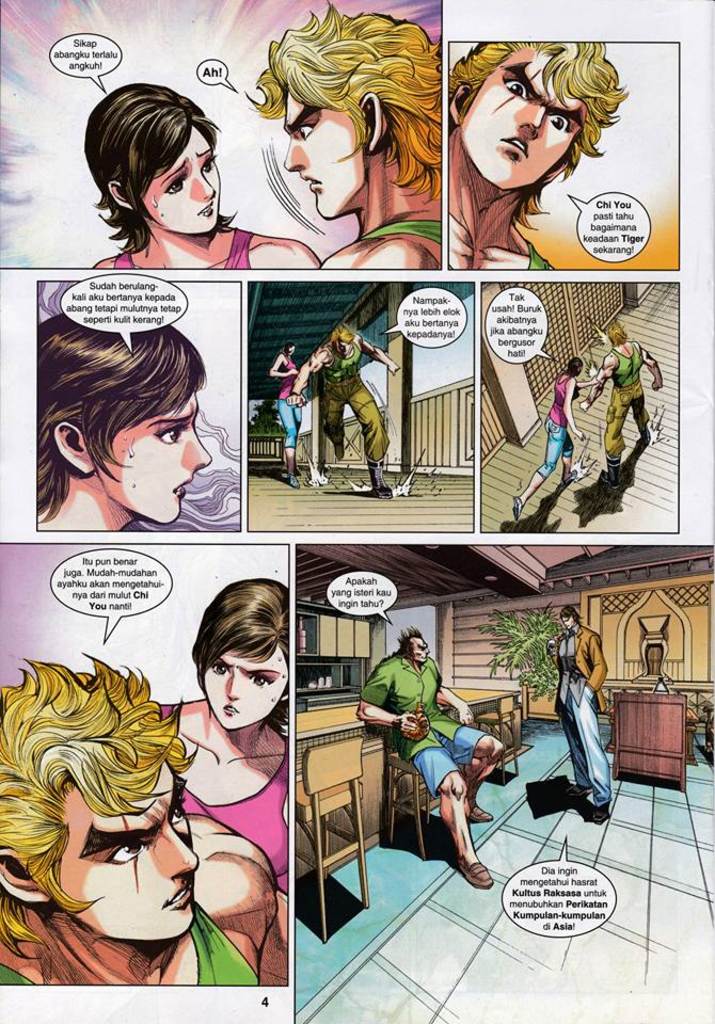 Sikap
abangku terlalu
angkuh!
Ah!
Chi You
pasti tahu
bagaimana
keadaan Tiger
sekarang!
Sudah berulang-
kali aku bertanya kepada
abang tetapi mulutnya tetap
seperti kulit kerang!
Nampak-
nya lebih elok
aku bertanya
kepadanya!
Tak
usah! Buruk
akibatnya
jika abangku
bergusor
hati!
Itu pun benar
juga. Mudah-mudahan
ayahku akan mengetahui-
nya dari mulut Chi
You nanti!
Apakah
yang isteri kau
ingin tahu?
Dia ingin
mengetahui hasrat
Kultus Raksasa untuk
menubuhkan Perikatan
Kumpulan-kumpulan
di Asia!
4